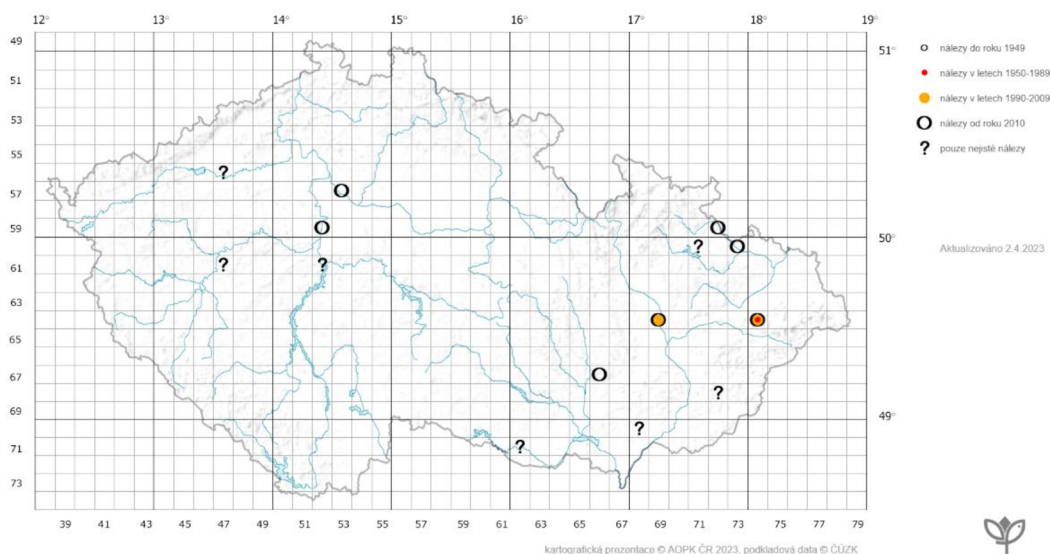 12° 13° 14° 15° 16° 17° 18° 19°
49 51°
51
53
55
57
59 50°
61
63
65
67
69 49°
71
73
39 41 43 45 47 49 51 53 55 57 59 61 63 65 67 69 71 73 75 77 79
nálezy do roku 1949
nálezy v letech 1950-1989
nálezy v letech 1990-2009
nálezy od roku 2010
? pouze nejisté nálezy
Aktualizováno 2.4.2023
? ? ? ? ? ? ?
kartografická prezentace © AOPK ČR 2023, podkladová data © ČÚZK